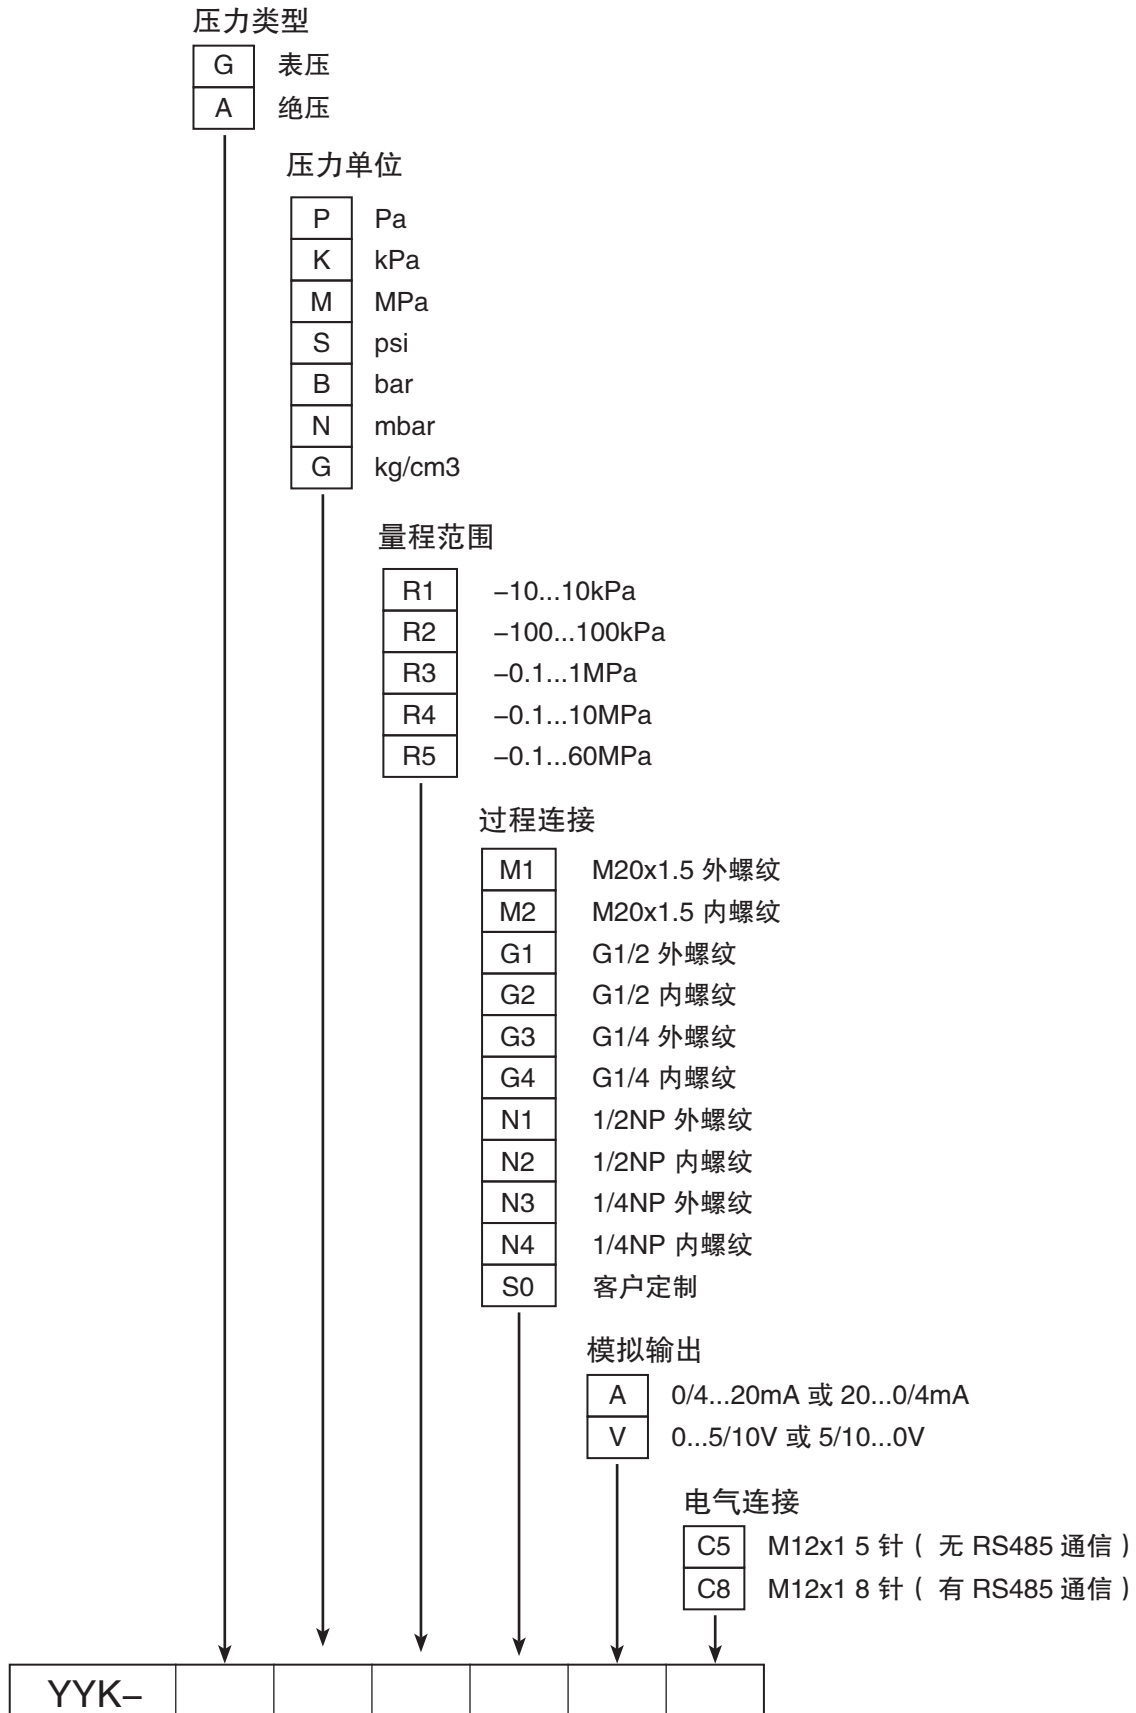 压力类型
G 表压
A 绝压
压力单位
P Pa
K kPa
M MPa
S psi
B bar
N mbar
G kg/cm3
量程范围
R1 –10...10kPa
R2 –100...100kPa
R3 –0.1...1MPa
R4 –0.1...10MPa
R5 –0.1...60MPa
过程连接
M1 M20x1.5 外螺纹
M2 M20x1.5 内螺纹
G1 G1/2 外螺纹
G2 G1/2 内螺纹
G3 G1/4 外螺纹
G4 G1/4 内螺纹
N1 1/2NP 外螺纹
N2 1/2NP 内螺纹
N3 1/4NP 外螺纹
N4 1/4NP 内螺纹
S0 客户定制
模拟输出
A 0/4...20mA 或 20...0/4mA
V 0...5/10V 或 5/10...0V
电气连接
C5 M12x1 5 针（ 无 RS485 通信）
C8 M12x1 8 针（ 有 RS485 通信）
YYK–